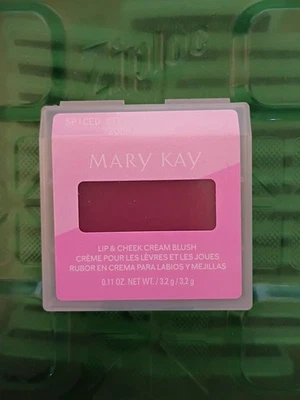 SPICED
MARY KAY
LIP & CHEEK CREAM BLUSH
CRÈME POUR LES LÈVRES ET LES JOUES
RUBOR EN CREMA PARA LABIOS Y MEJILLAS
0.11 OZ. NET WT. / 3.2 g / 3,2 g